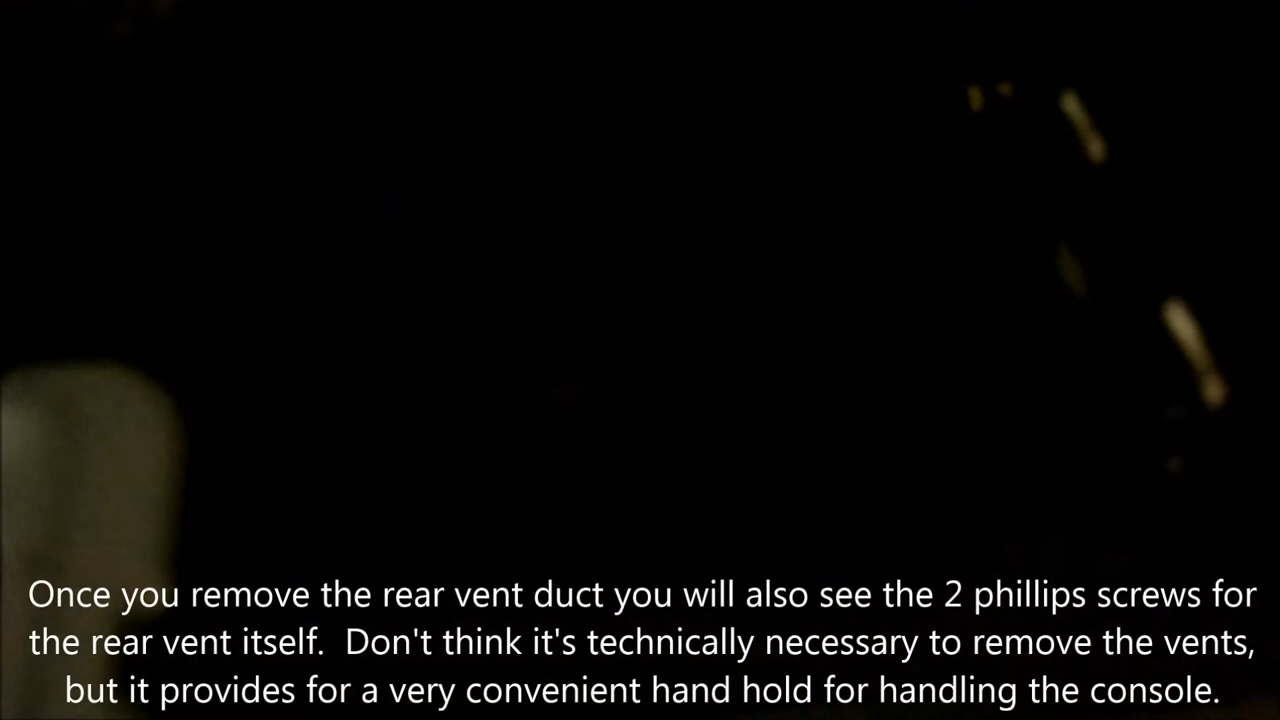 Once you remove the rear vent duct you will also see the 2 phillips screws for
the rear vent itself.  Don't think it's technically necessary to remove the vents,
but it provides for a very convenient hand hold for handling the console.